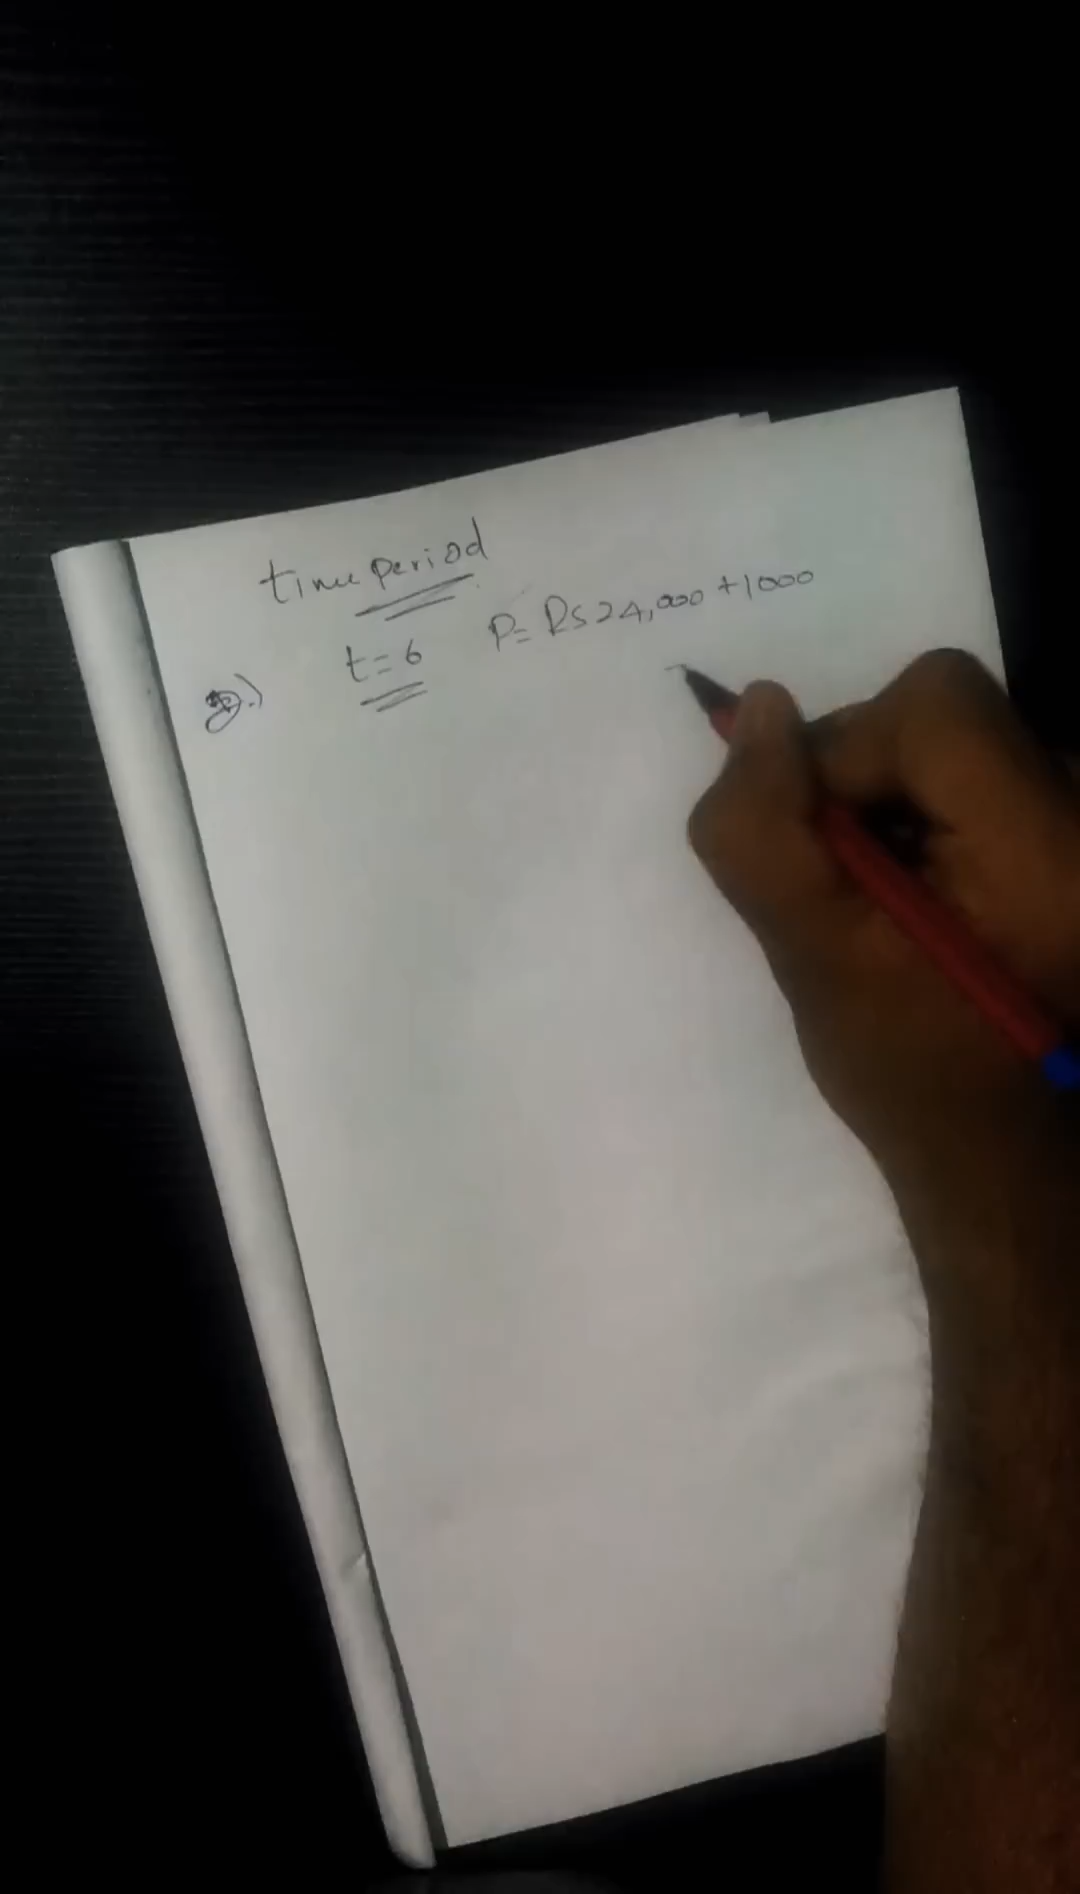 time period
t = 6 P = Rs 24,000 + 1000